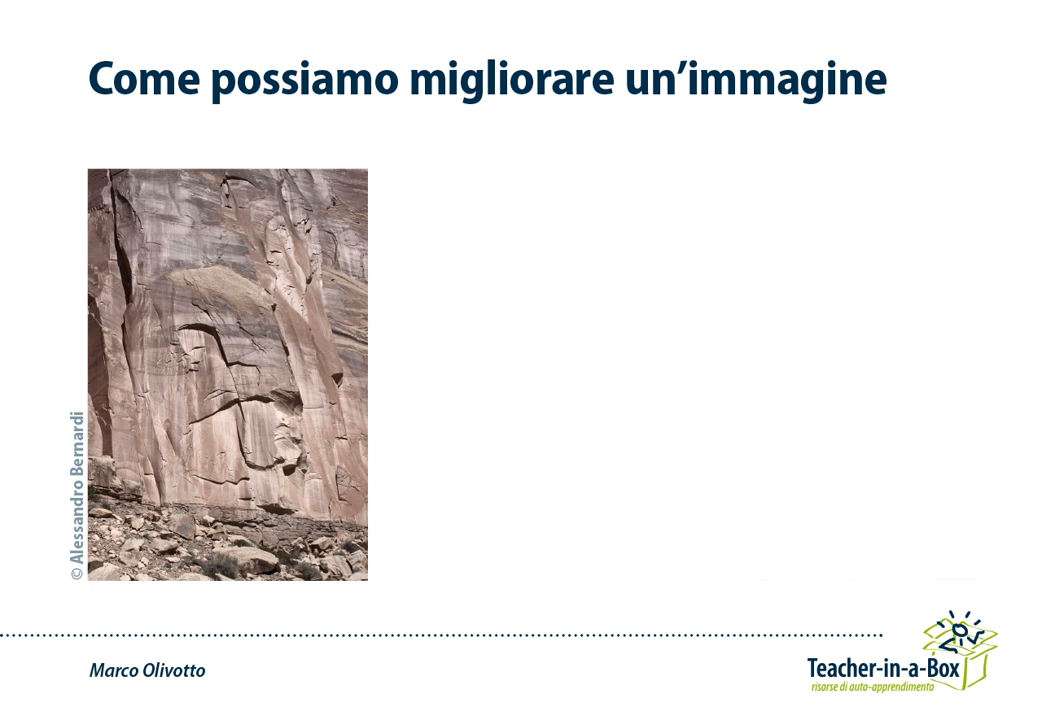 Come possiamo migliorare un’immagine
© Alessandro Bernardi
Marco Olivotto
Teacher-in-a-Box
risorse di auto-apprendimento